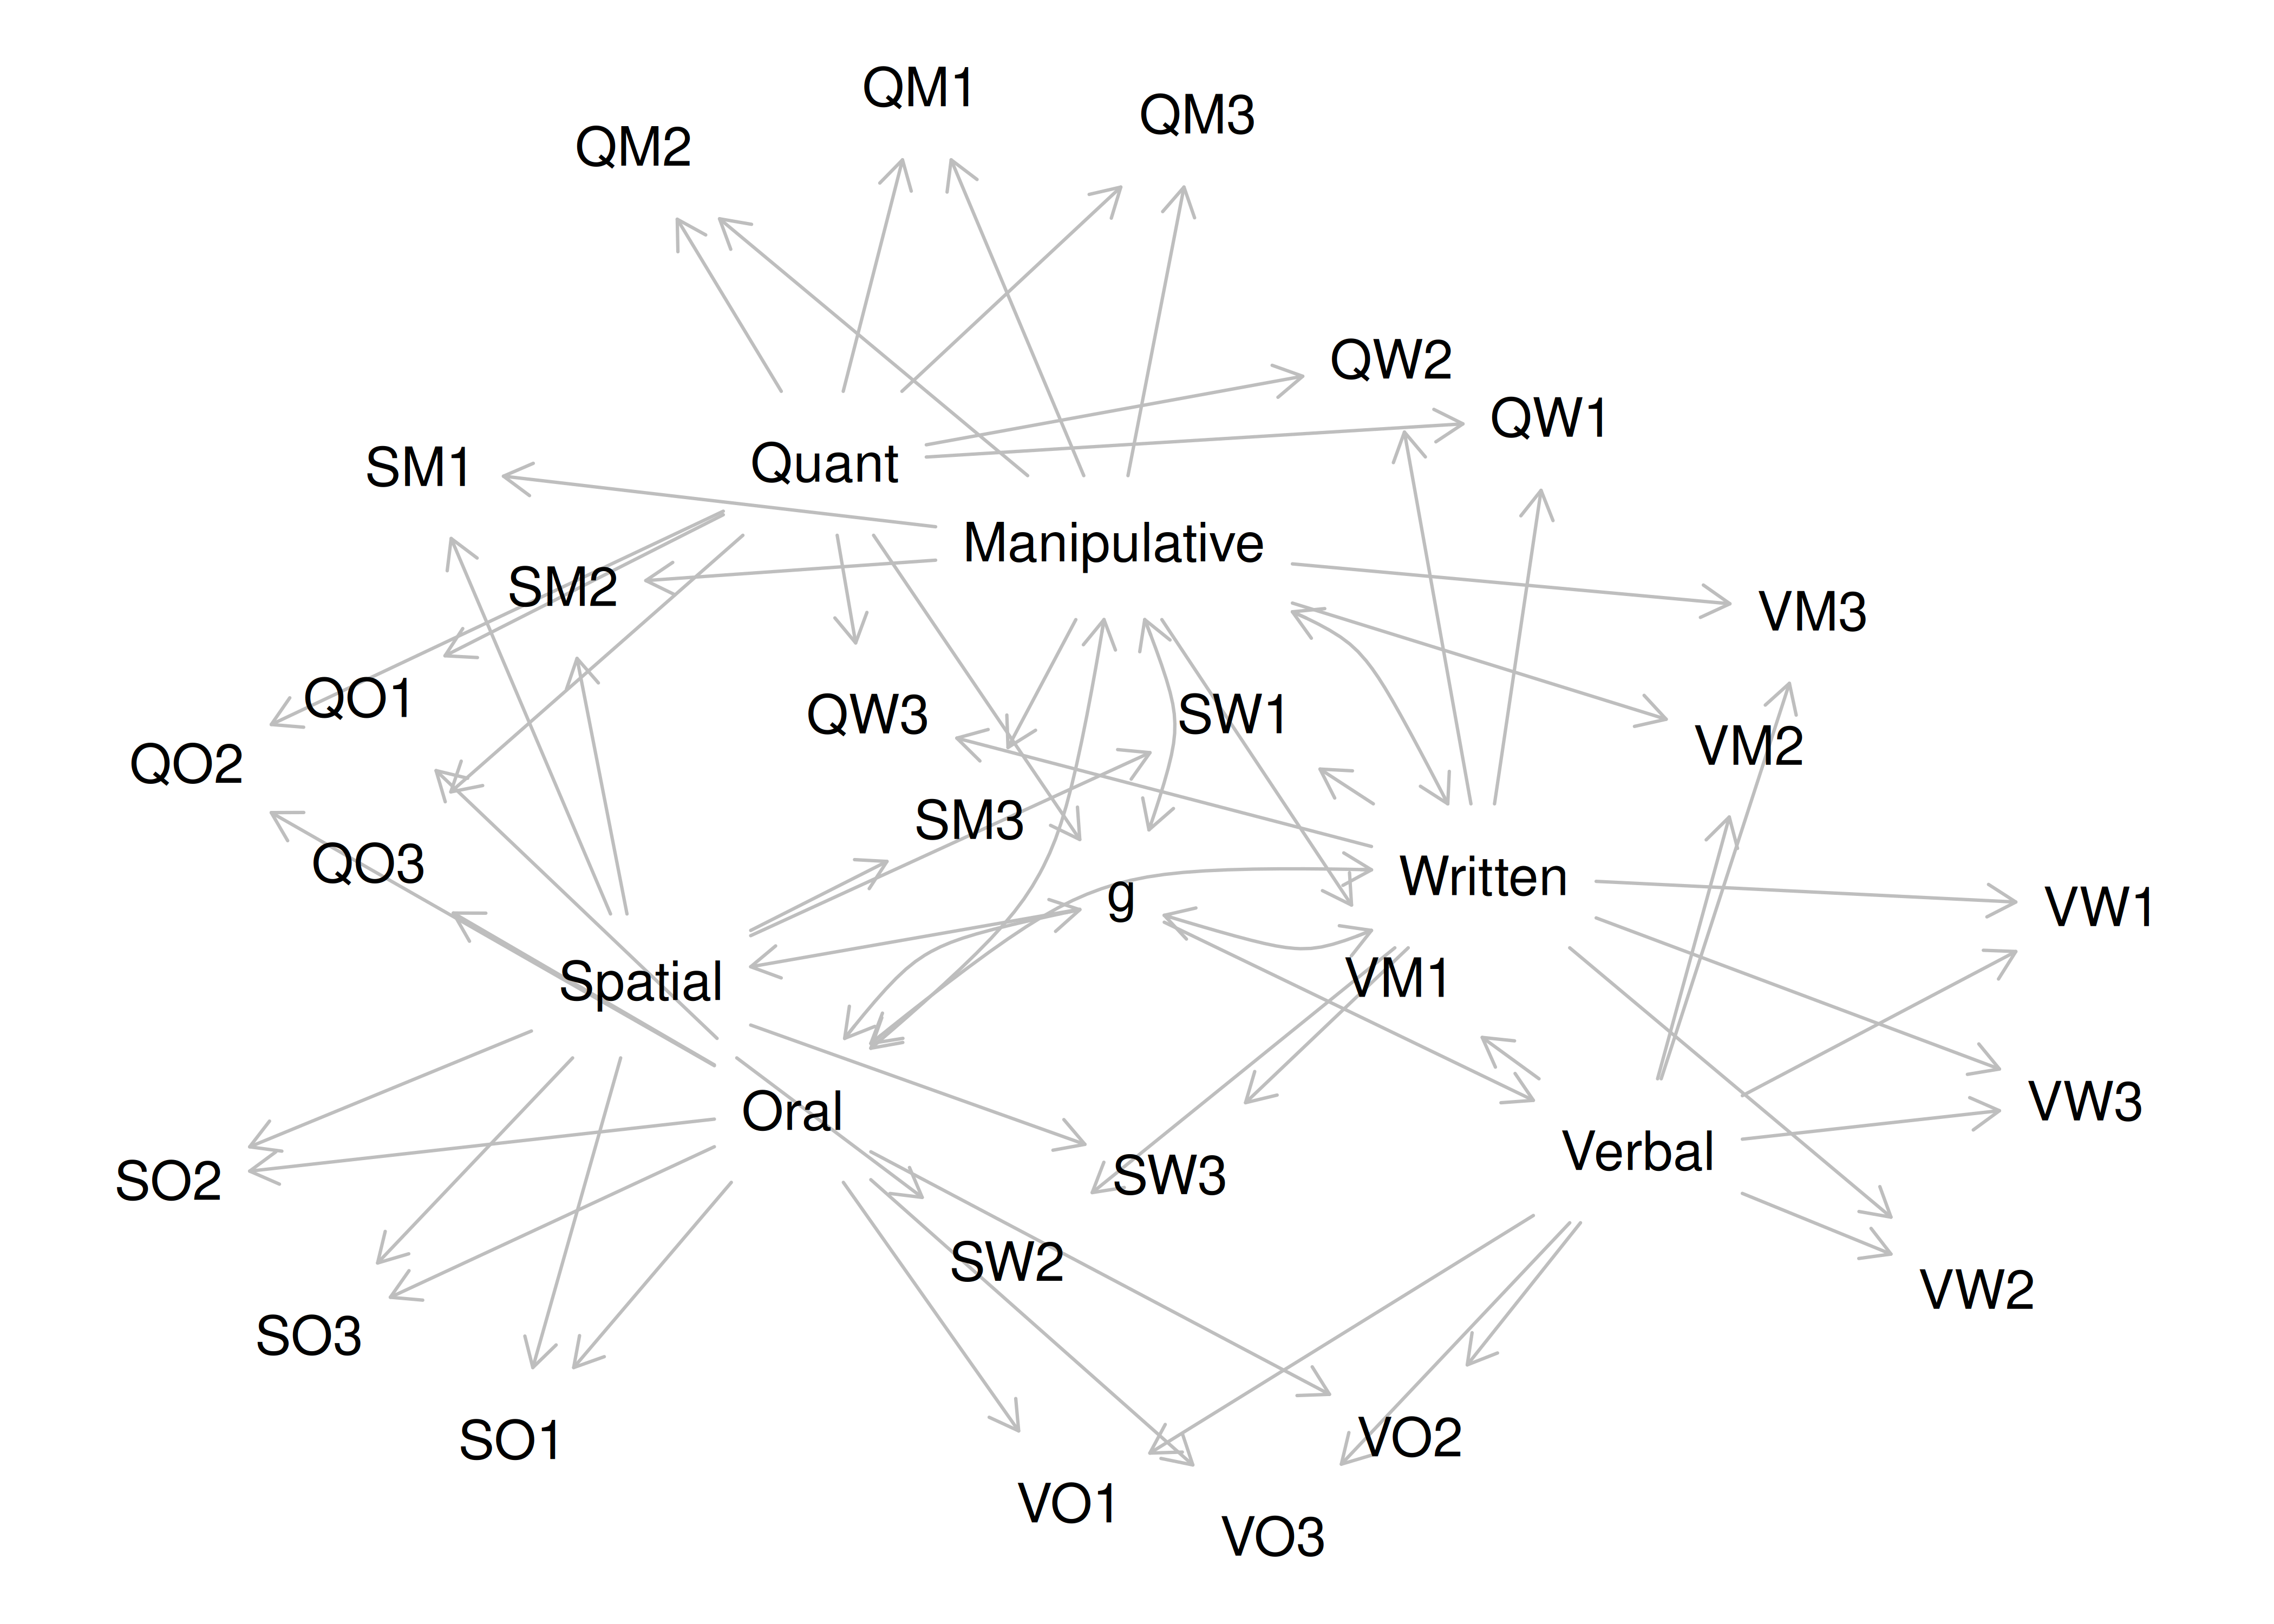 QM1
QM3
QM2
QW2
QW1
Quant
SM1
Manipulative
SM2
VM3
QO1
QW3
SW1
VM2
QO2
SM3
QO3
Written
g
VW1
Spatial
VM1
Oral
VW3
Verbal
SO2
SW3
SW2
VW2
SO3
SO1
VO2
VO1
VO3